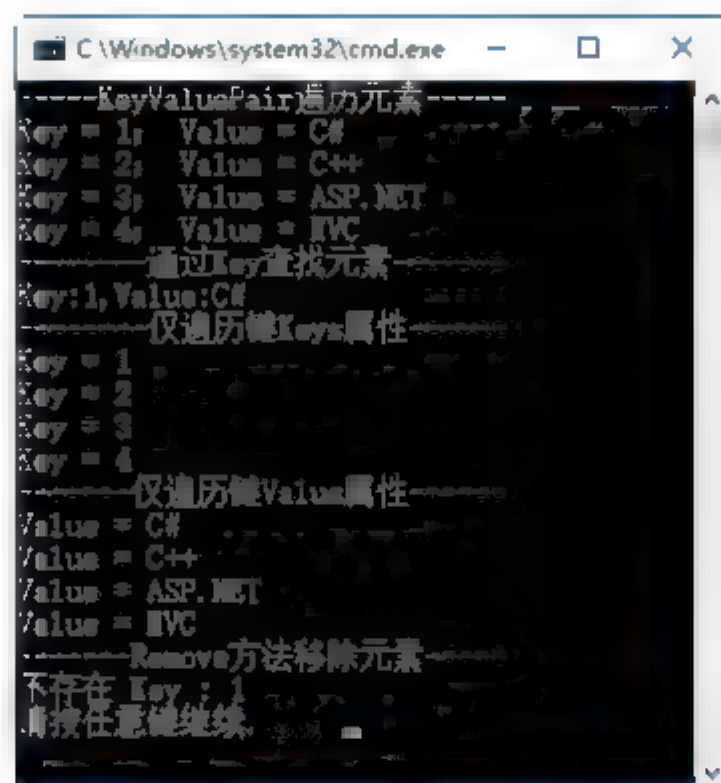 C:\Windows\system32\cmd.exe
-----KeyValuePair遍历元素-----
Key = 1;  Value = C#
Key = 2;  Value = C++
Key = 3;  Value = ASP.NET
Key = 4;  Value = MVC
---------通过Key查找元素---------
Key:1,Value:C#
---------仅遍历键Keys属性---------
Key = 1
Key = 2
Key = 3
Key = 4
---------仅遍历键Value属性---------
Value = C#
Value = C++
Value = ASP.NET
Value = MVC
---------Remove方法移除元素---------
不存在 Key : 1
请按任意键继续. . .